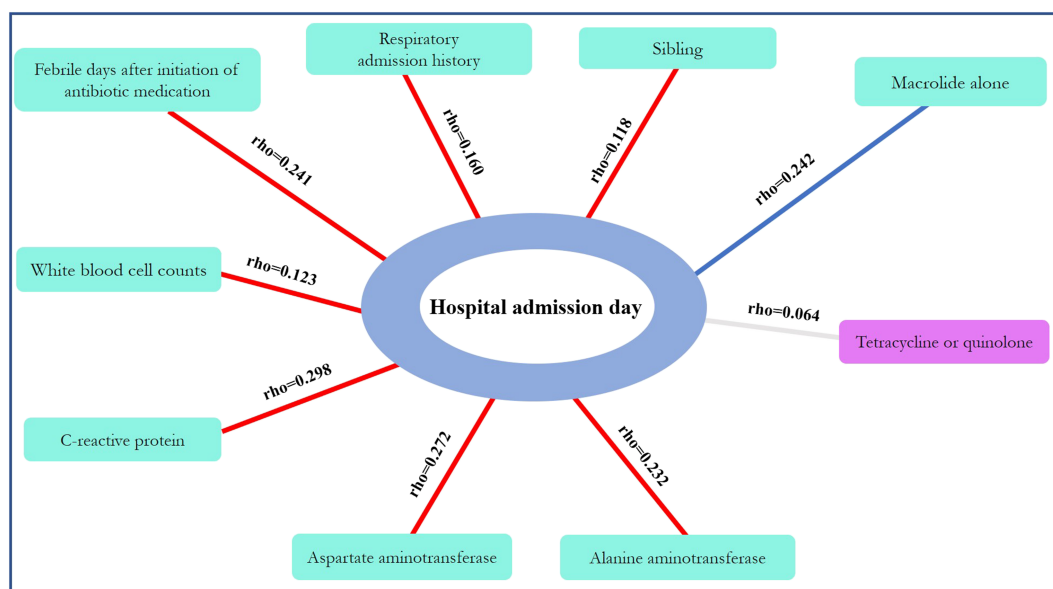 Febrile days after initiation of
antibiotic medication
Respiratory
admission history
Sibling
Macrolide alone
rho=0.241
rho=0.160
rho=0.118
rho=0.242
White blood cell counts
rho=0.123
Hospital admission day
rho=0.064
Tetracycline or quinolone
C-reactive protein
rho=0.298
rho=0.272
rho=0.232
Aspartate aminotransferase
Alanine aminotransferase